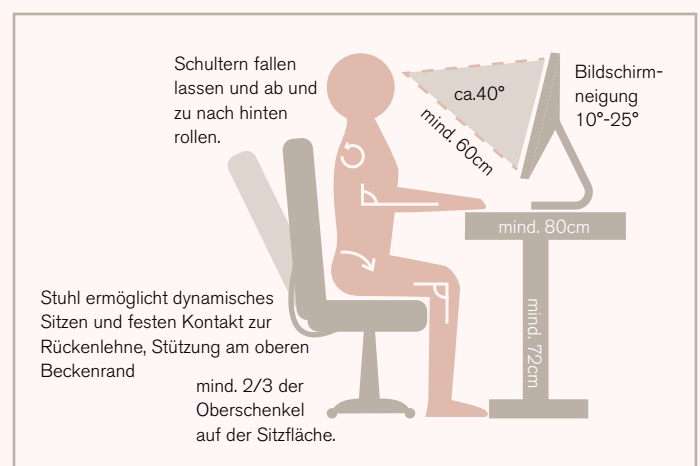 Schultern fallen
lassen und ab und
zu nach hinten
rollen.
ca.40°
mind. 60cm
Bildschirm-
neigung
10°-25°
mind. 80cm
mind. 72cm
Stuhl ermöglicht dynamisches
Sitzen und festen Kontakt zur
Rückenlehne, Stützung am oberen
Beckenrand
mind. 2/3 der
Oberschenkel
auf der Sitzfläche.